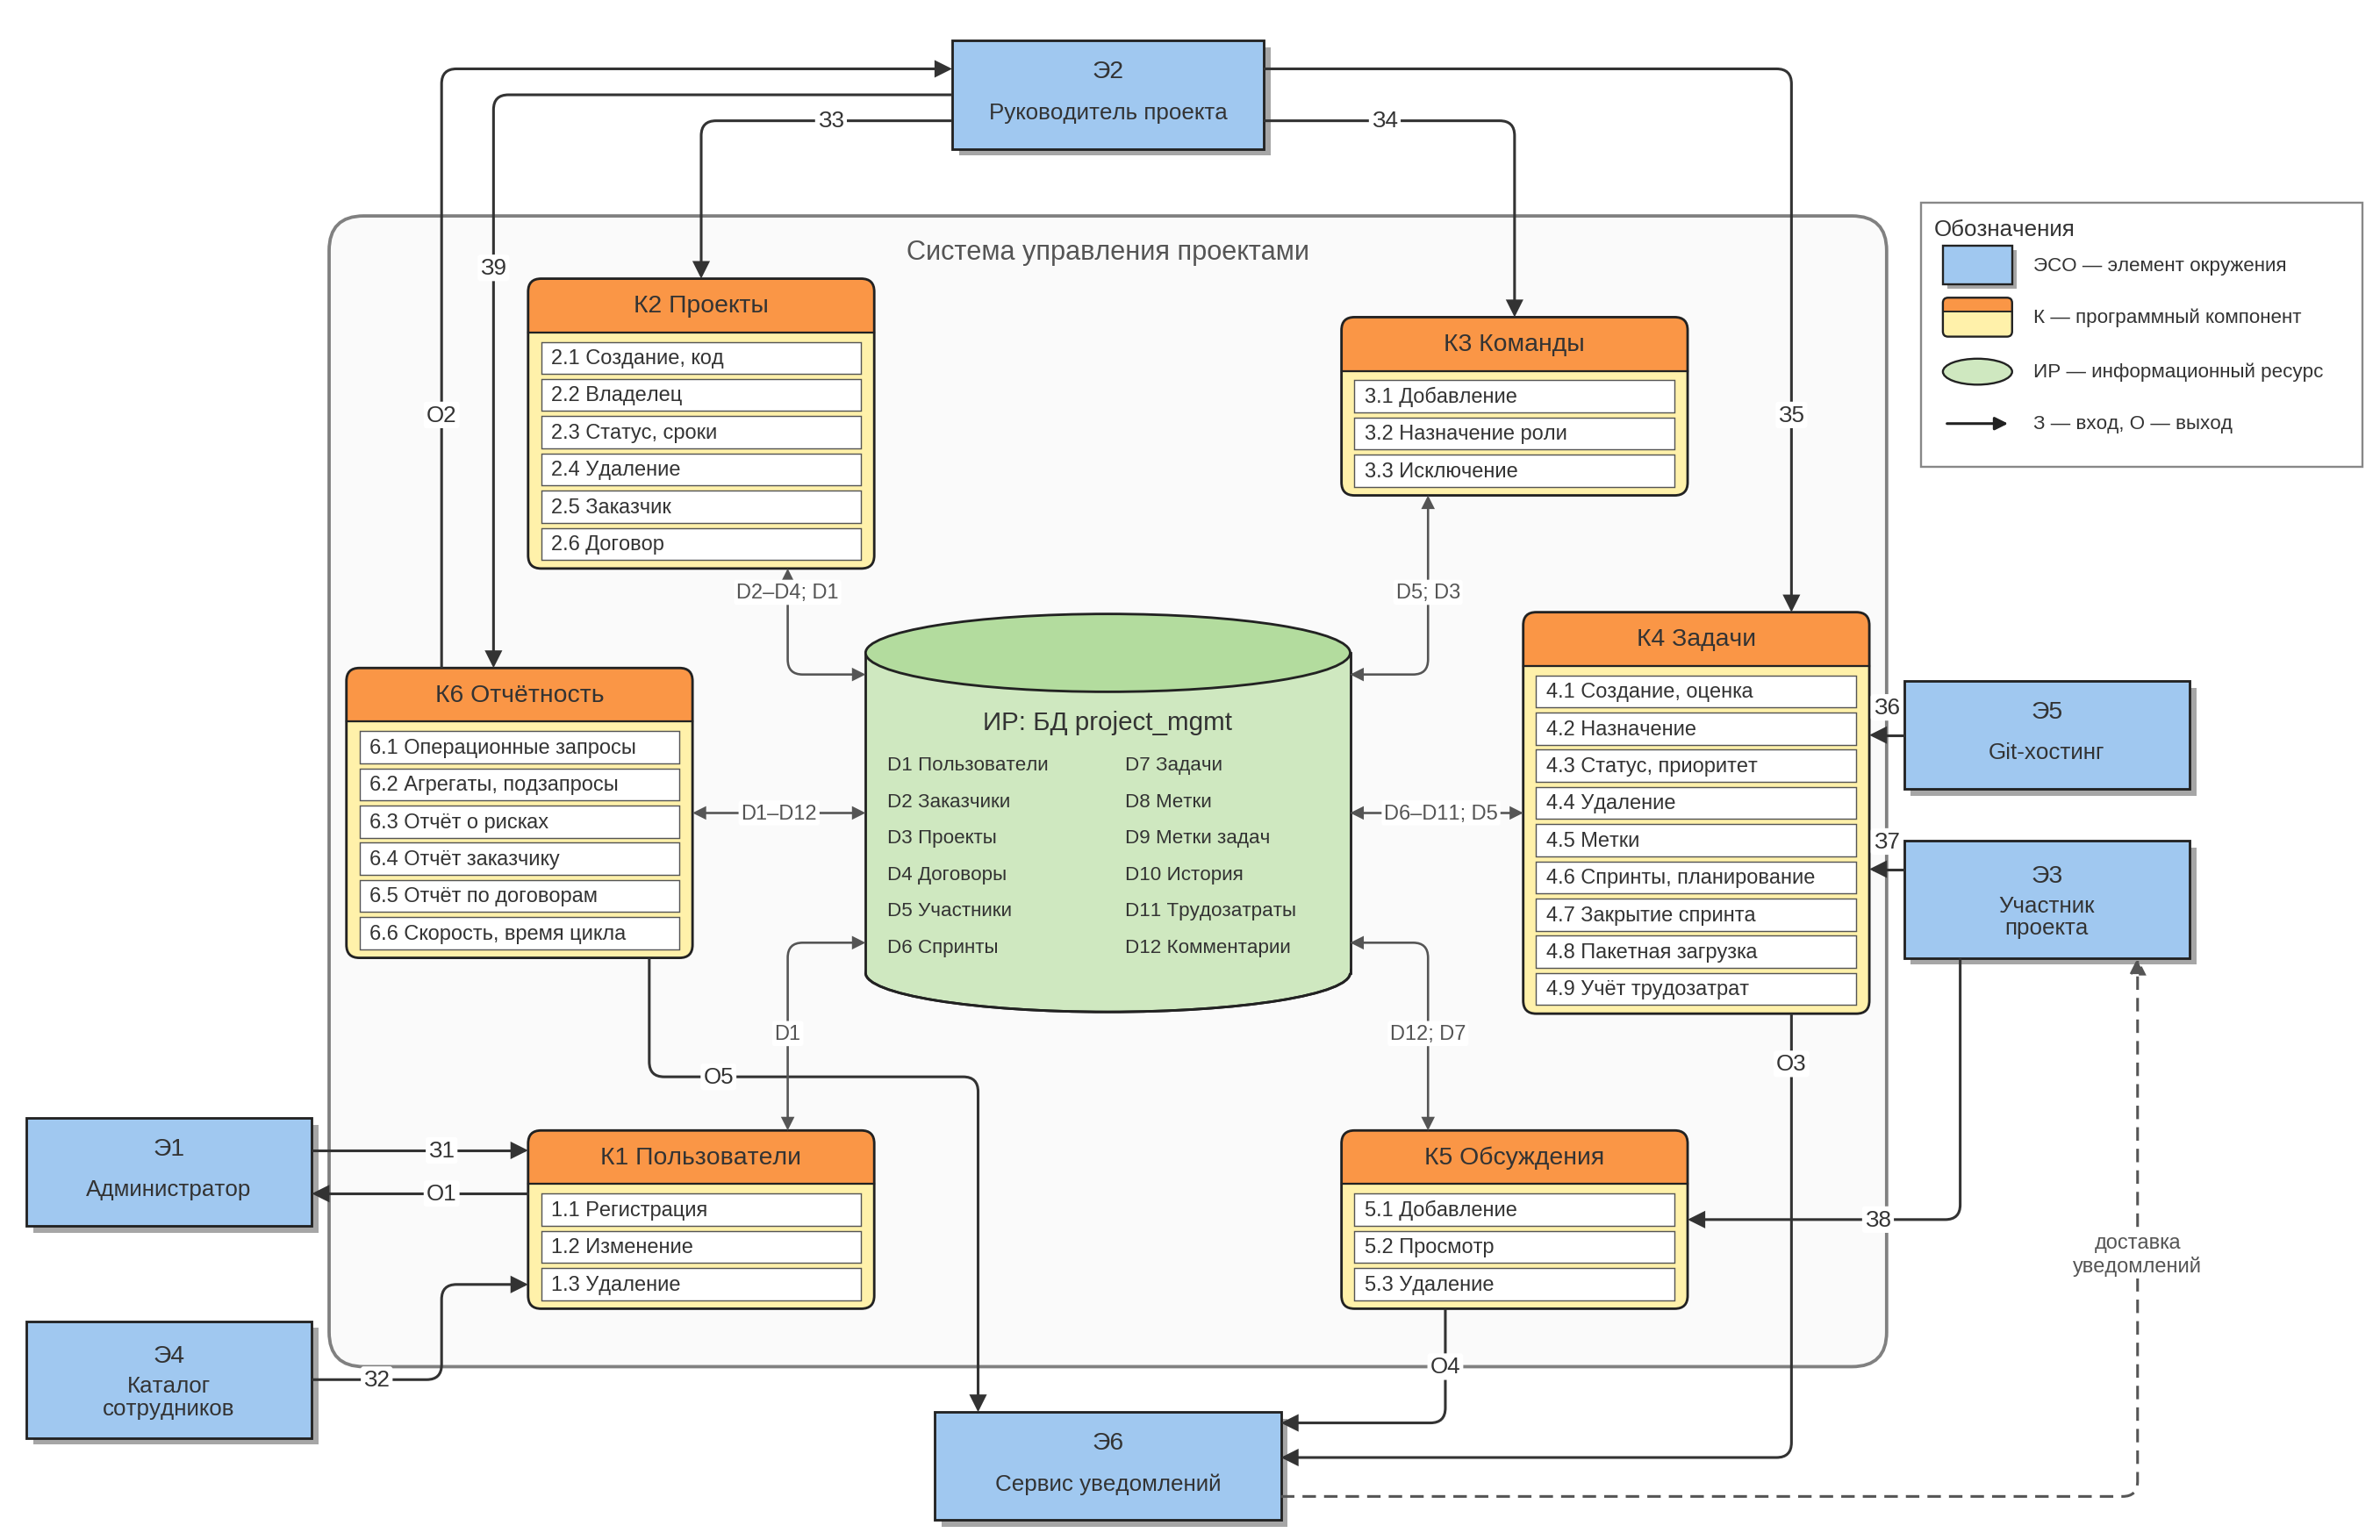 Э2
Руководитель проекта
З3
З4
Обозначения
ЭСО — элемент окружения
К — программный компонент
ИР — информационный ресурс
З — вход, О — выход
Система управления проектами
З9
О2
З5
К2 Проекты
2.1 Создание, код
2.2 Владелец
2.3 Статус, сроки
2.4 Удаление
2.5 Заказчик
2.6 Договор
К3 Команды
3.1 Добавление
3.2 Назначение роли
3.3 Исключение
D2–D4; D1
D5; D3
К6 Отчётность
6.1 Операционные запросы
6.2 Агрегаты, подзапросы
6.3 Отчёт о рисках
6.4 Отчёт заказчику
6.5 Отчёт по договорам
6.6 Скорость, время цикла
D1–D12
ИР: БД project_mgmt
D1 Пользователи
D2 Заказчики
D3 Проекты
D4 Договоры
D5 Участники
D6 Спринты
D7 Задачи
D8 Метки
D9 Метки задач
D10 История
D11 Трудозатраты
D12 Комментарии
D6–D11; D5
К4 Задачи
4.1 Создание, оценка
4.2 Назначение
4.3 Статус, приоритет
4.4 Удаление
4.5 Метки
4.6 Спринты, планирование
4.7 Закрытие спринта
4.8 Пакетная загрузка
4.9 Учёт трудозатрат
З6
Э5
Git-хостинг
З7
Э3
Участник
проекта
D1
D12; D7
О5
О3
Э1
Администратор
З1
О1
К1 Пользователи
1.1 Регистрация
1.2 Изменение
1.3 Удаление
К5 Обсуждения
5.1 Добавление
5.2 Просмотр
5.3 Удаление
З8
доставка
уведомлений
Э4
Каталог
сотрудников
З2
О4
Э6
Сервис уведомлений